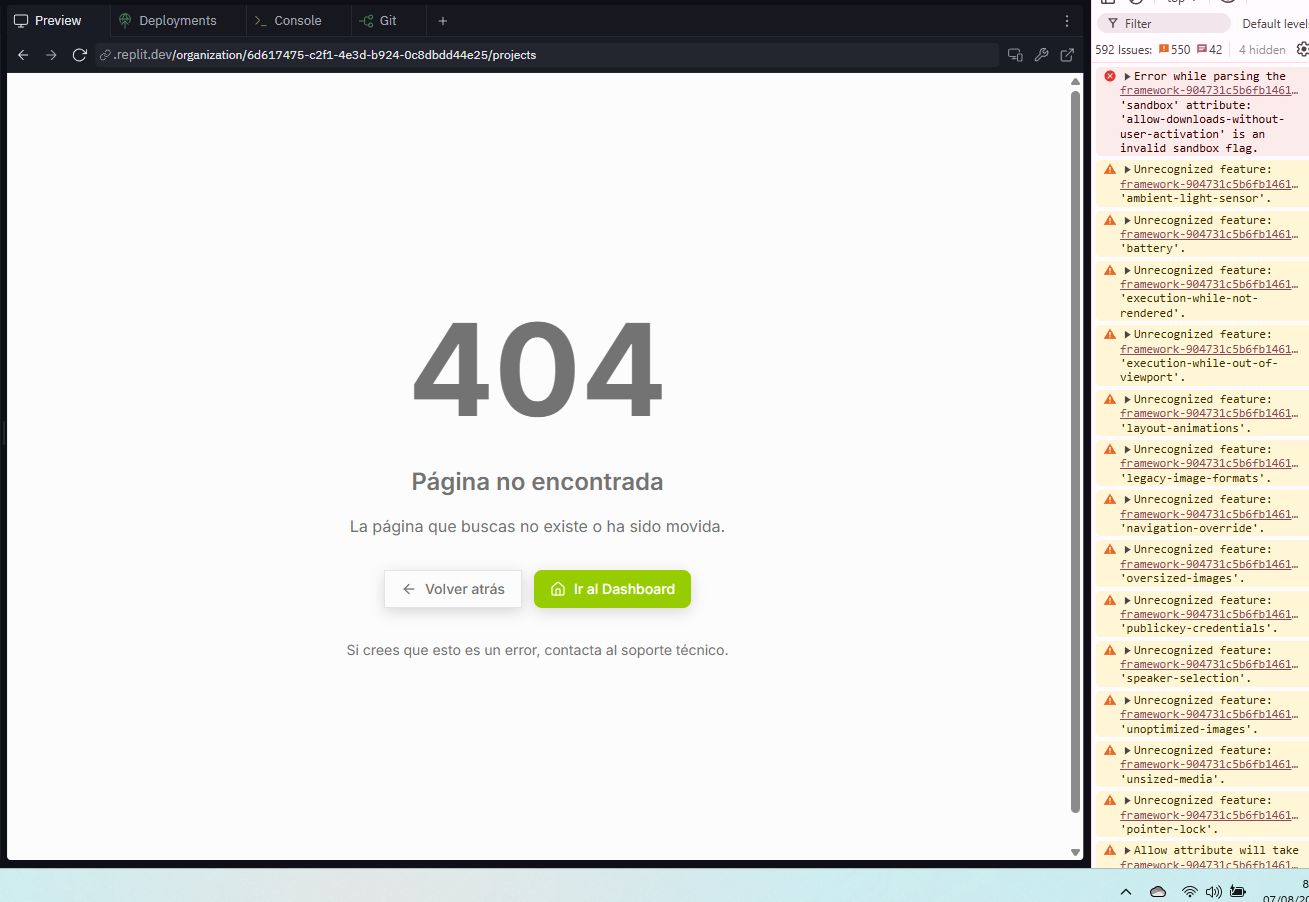 Preview
Deployments
Console
Git
.replit.dev/organization/6d617475-c2f1-4e3d-b924-0c8dbdd44e25/projects
404
Página no encontrada
La página que buscas no existe o ha sido movida.
Volver atrás
Ir al Dashboard
Si crees que esto es un error, contacta al soporte técnico.
Filter
Default level
592 Issues: 550 42 4 hidden
Error while parsing the
framework-904731c5b6fb1461…
'sandbox' attribute:
'allow-downloads-without-
user-activation' is an
invalid sandbox flag.
Unrecognized feature:
framework-904731c5b6fb1461…
'ambient-light-sensor'.
Unrecognized feature:
framework-904731c5b6fb1461…
'battery'.
Unrecognized feature:
framework-904731c5b6fb1461…
'execution-while-not-
rendered'.
Unrecognized feature:
framework-904731c5b6fb1461…
'execution-while-out-of-
viewport'.
Unrecognized feature:
framework-904731c5b6fb1461…
'layout-animations'.
Unrecognized feature:
framework-904731c5b6fb1461…
'legacy-image-formats'.
Unrecognized feature:
framework-904731c5b6fb1461…
'navigation-override'.
Unrecognized feature:
framework-904731c5b6fb1461…
'oversized-images'.
Unrecognized feature:
framework-904731c5b6fb1461…
'publickey-credentials'.
Unrecognized feature:
framework-904731c5b6fb1461…
'speaker-selection'.
Unrecognized feature:
framework-904731c5b6fb1461…
'unoptimized-images'.
Unrecognized feature:
framework-904731c5b6fb1461…
'unsized-media'.
Unrecognized feature:
framework-904731c5b6fb1461…
'pointer-lock'.
Allow attribute will take
framework-904731c5b6fb1461…
8
07/08/20